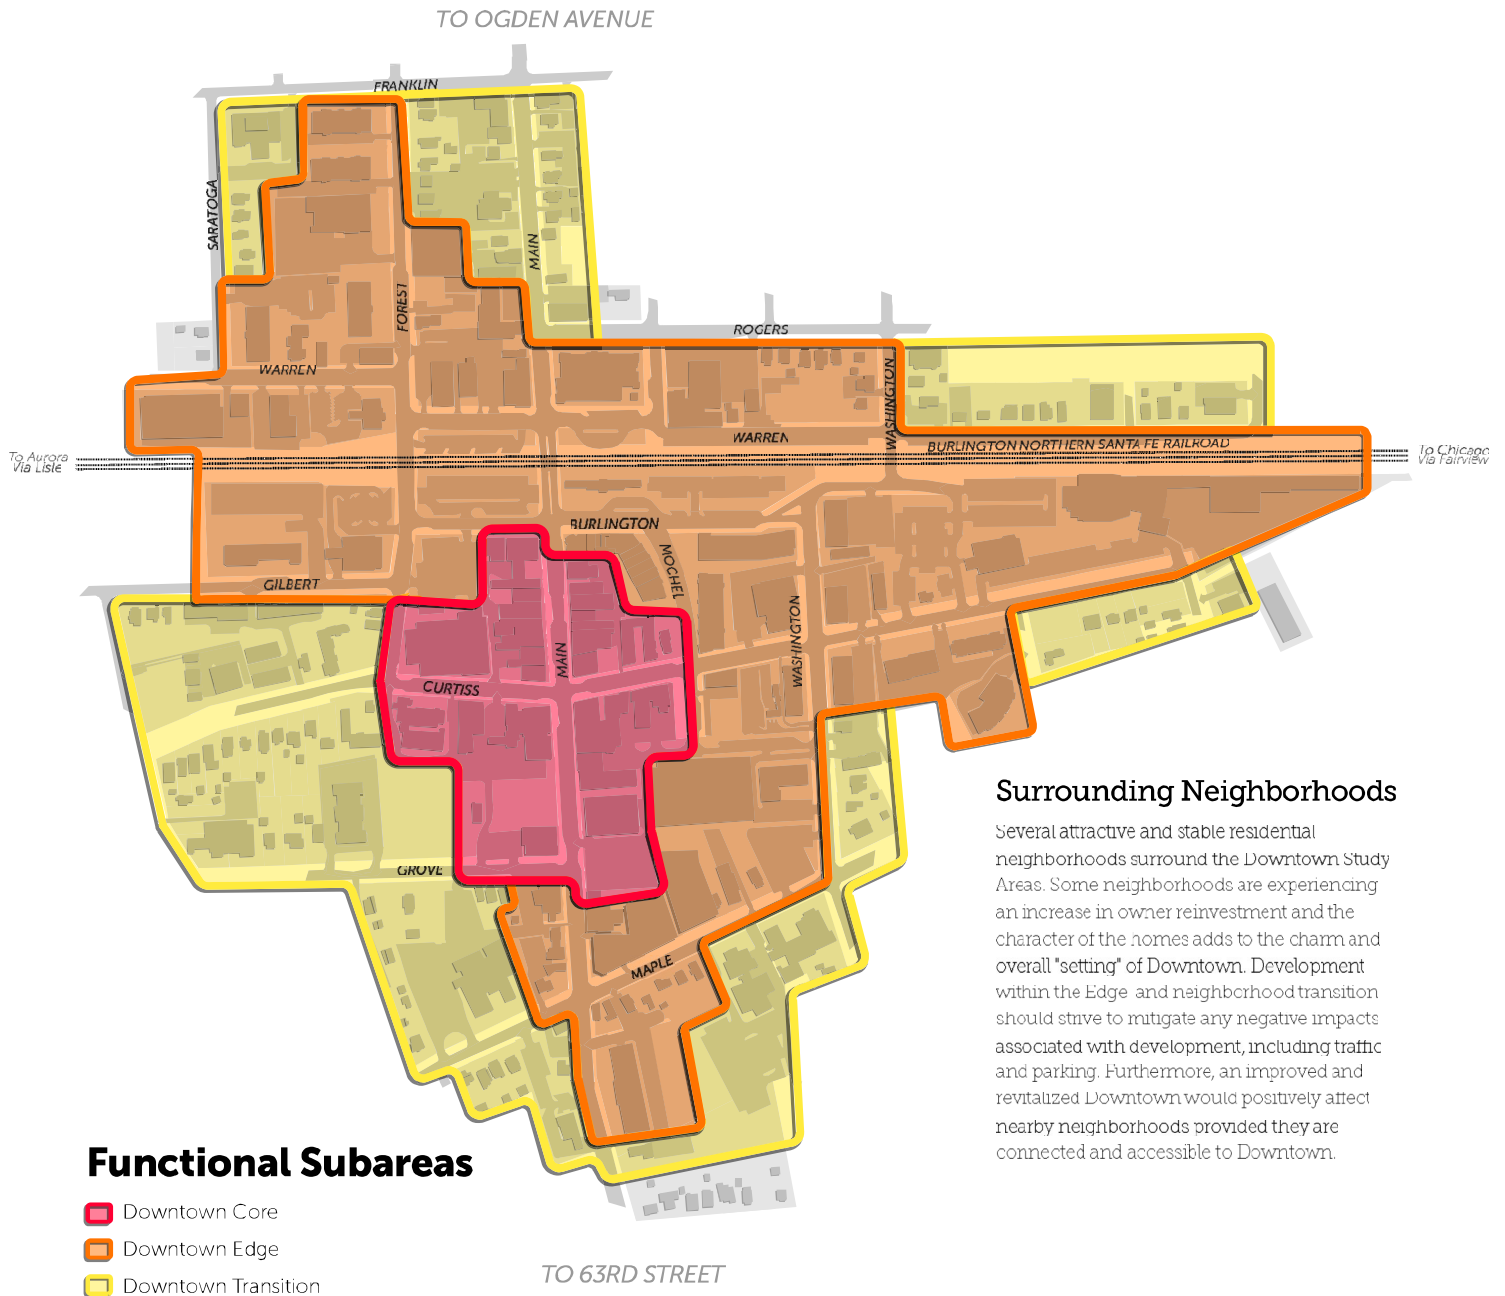 TO OGDEN AVENUE
FRANKLIN
SARATOGA
MAIN
FOREST
ROGERS
WARREN
WASHINGTON
WARREN
BURLINGTON NORTHERN SANTA FE RAILROAD
To Aurora
Via Lisle
To Chicago
Via Fairview
BURLINGTON
MOCHEL
GILBERT
WASHINGTON
MAIN
CURTISS
GROVE
MAPLE
Surrounding Neighborhoods
Several attractive and stable residential
neighborhoods surround the Downtown Study
Areas. Some neighborhoods are experiencing
an increase in owner reinvestment and the
character of the homes adds to the charm and
overall "setting" of Downtown. Development
within the Edge and neighborhood transition
should strive to mitigate any negative impacts
associated with development, including traffic
and parking. Furthermore, an improved and
revitalized Downtown would positively affect
nearby neighborhoods provided they are
connected and accessible to Downtown.
Functional Subareas
Downtown Core
Downtown Edge
Downtown Transition
TO 63RD STREET